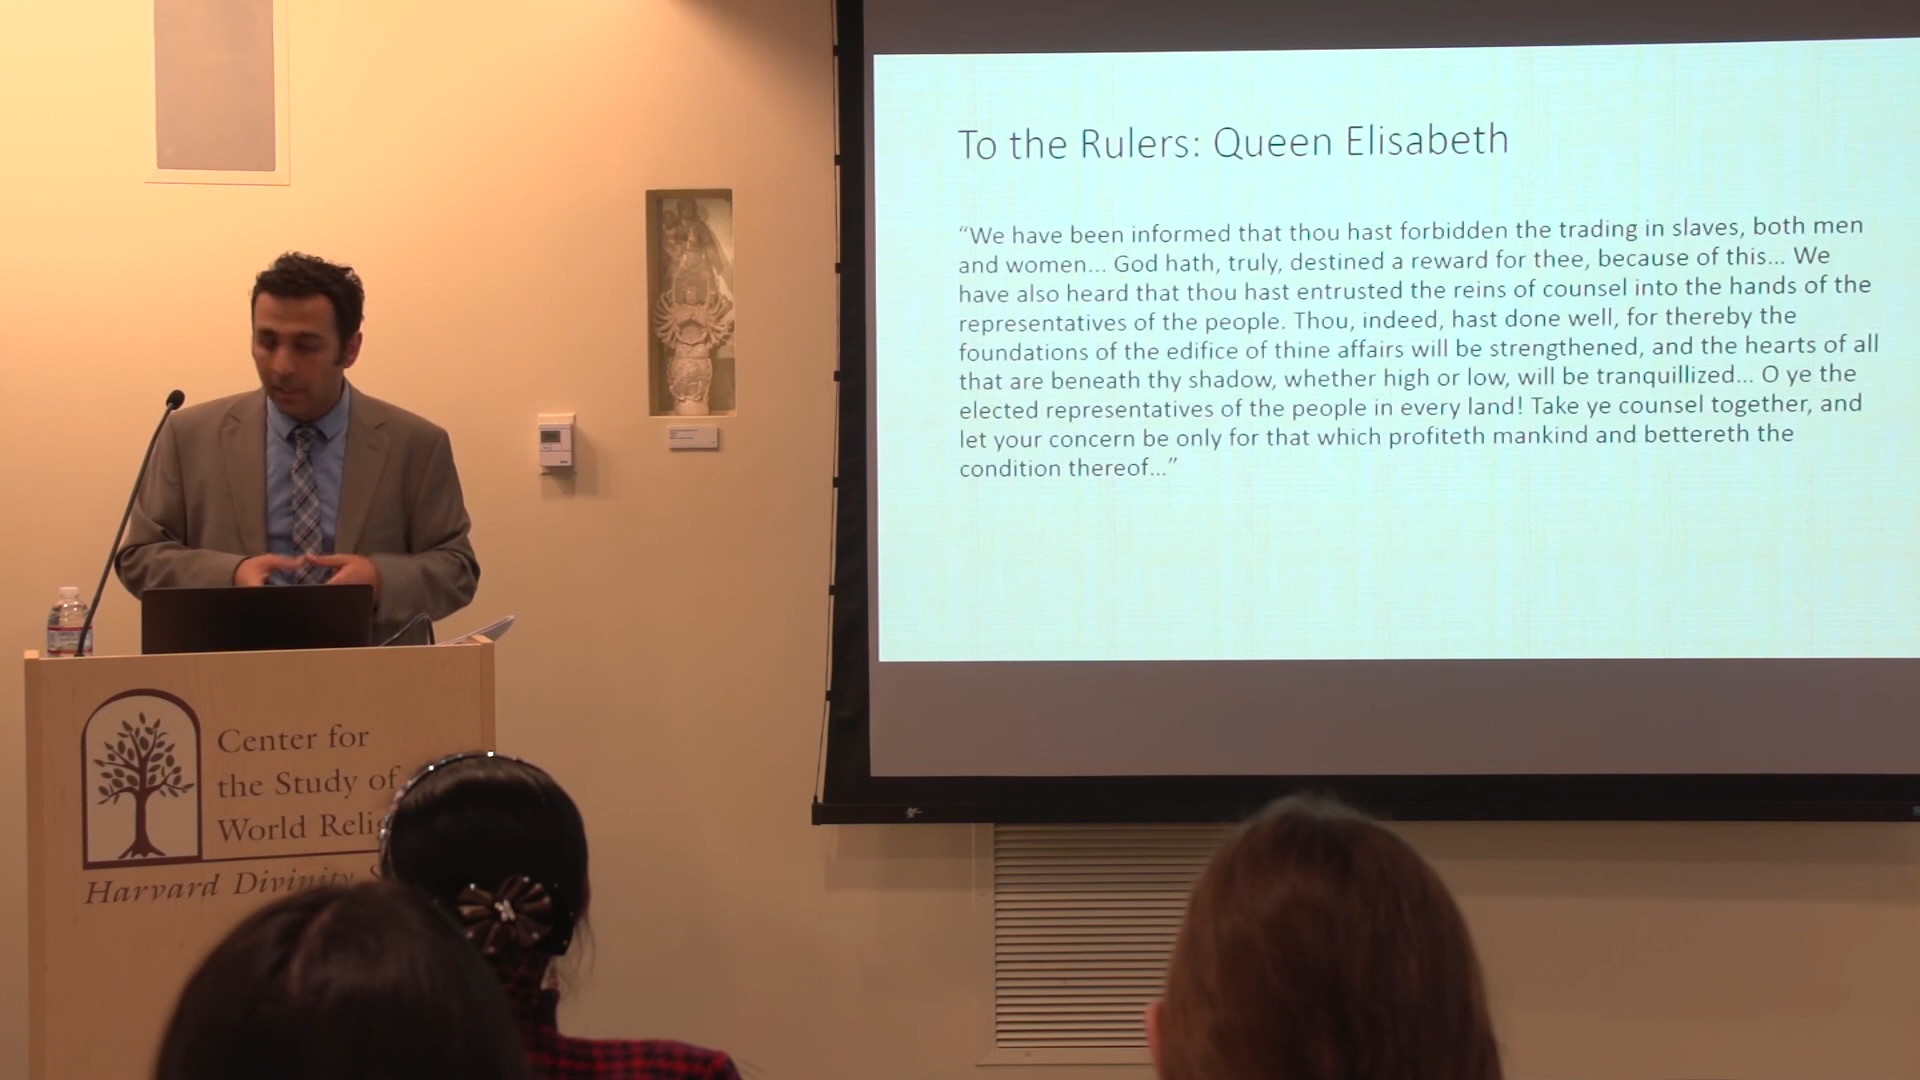 To the Rulers: Queen Elisabeth
“We have been informed that thou hast forbidden the trading in slaves, both men
and women... God hath, truly, destined a reward for thee, because of this... We
have also heard that thou hast entrusted the reins of counsel into the hands of the
representatives of the people. Thou, indeed, hast done well, for thereby the
foundations of the edifice of thine affairs will be strengthened, and the hearts of all
that are beneath thy shadow, whether high or low, will be tranquillized... O ye the
elected representatives of the people in every land! Take ye counsel together, and
let your concern be only for that which profiteth mankind and bettereth the
condition thereof...”
Center for
the Study of
World Relig
Harvard Divinity S